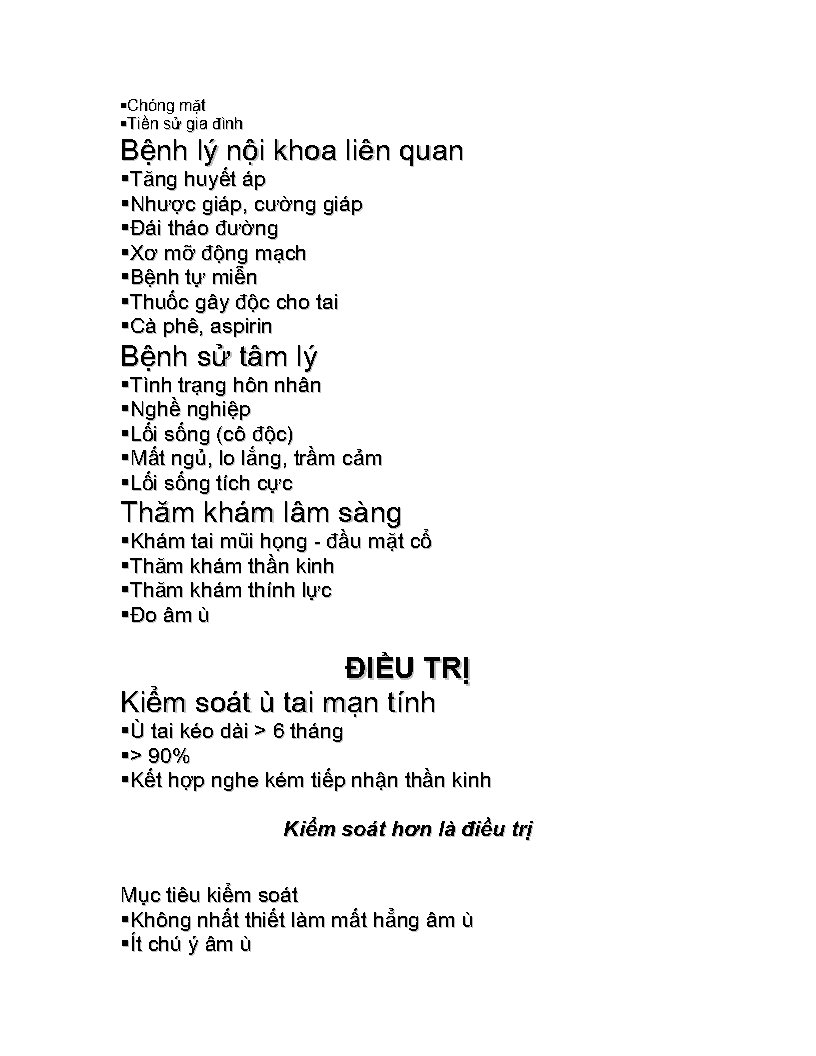 ▪Chóng mặt
▪Tiền sử gia đình
Bệnh lý nội khoa liên quan
▪Tăng huyết áp
▪Nhược giáp, cường giáp
▪Đái tháo đường
▪Xơ mỡ động mạch
▪Bệnh tự miễn
▪Thuốc gây độc cho tai
▪Cà phê, aspirin
Bệnh sử tâm lý
▪Tình trạng hôn nhân
▪Nghề nghiệp
▪Lối sống (cô độc)
▪Mất ngủ, lo lắng, trầm cảm
▪Lối sống tích cực
Thăm khám lâm sàng
▪Khám tai mũi họng - đầu mặt cổ
▪Thăm khám thần kinh
▪Thăm khám thính lực
▪Đo âm ù
ĐIỀU TRỊ
Kiểm soát ù tai mạn tính
▪Ù tai kéo dài > 6 tháng
▪> 90%
▪Kết hợp nghe kém tiếp nhận thần kinh
Kiểm soát hơn là điều trị
Mục tiêu kiểm soát
▪Không nhất thiết làm mất hẳng âm ù
▪Ít chú ý âm ù